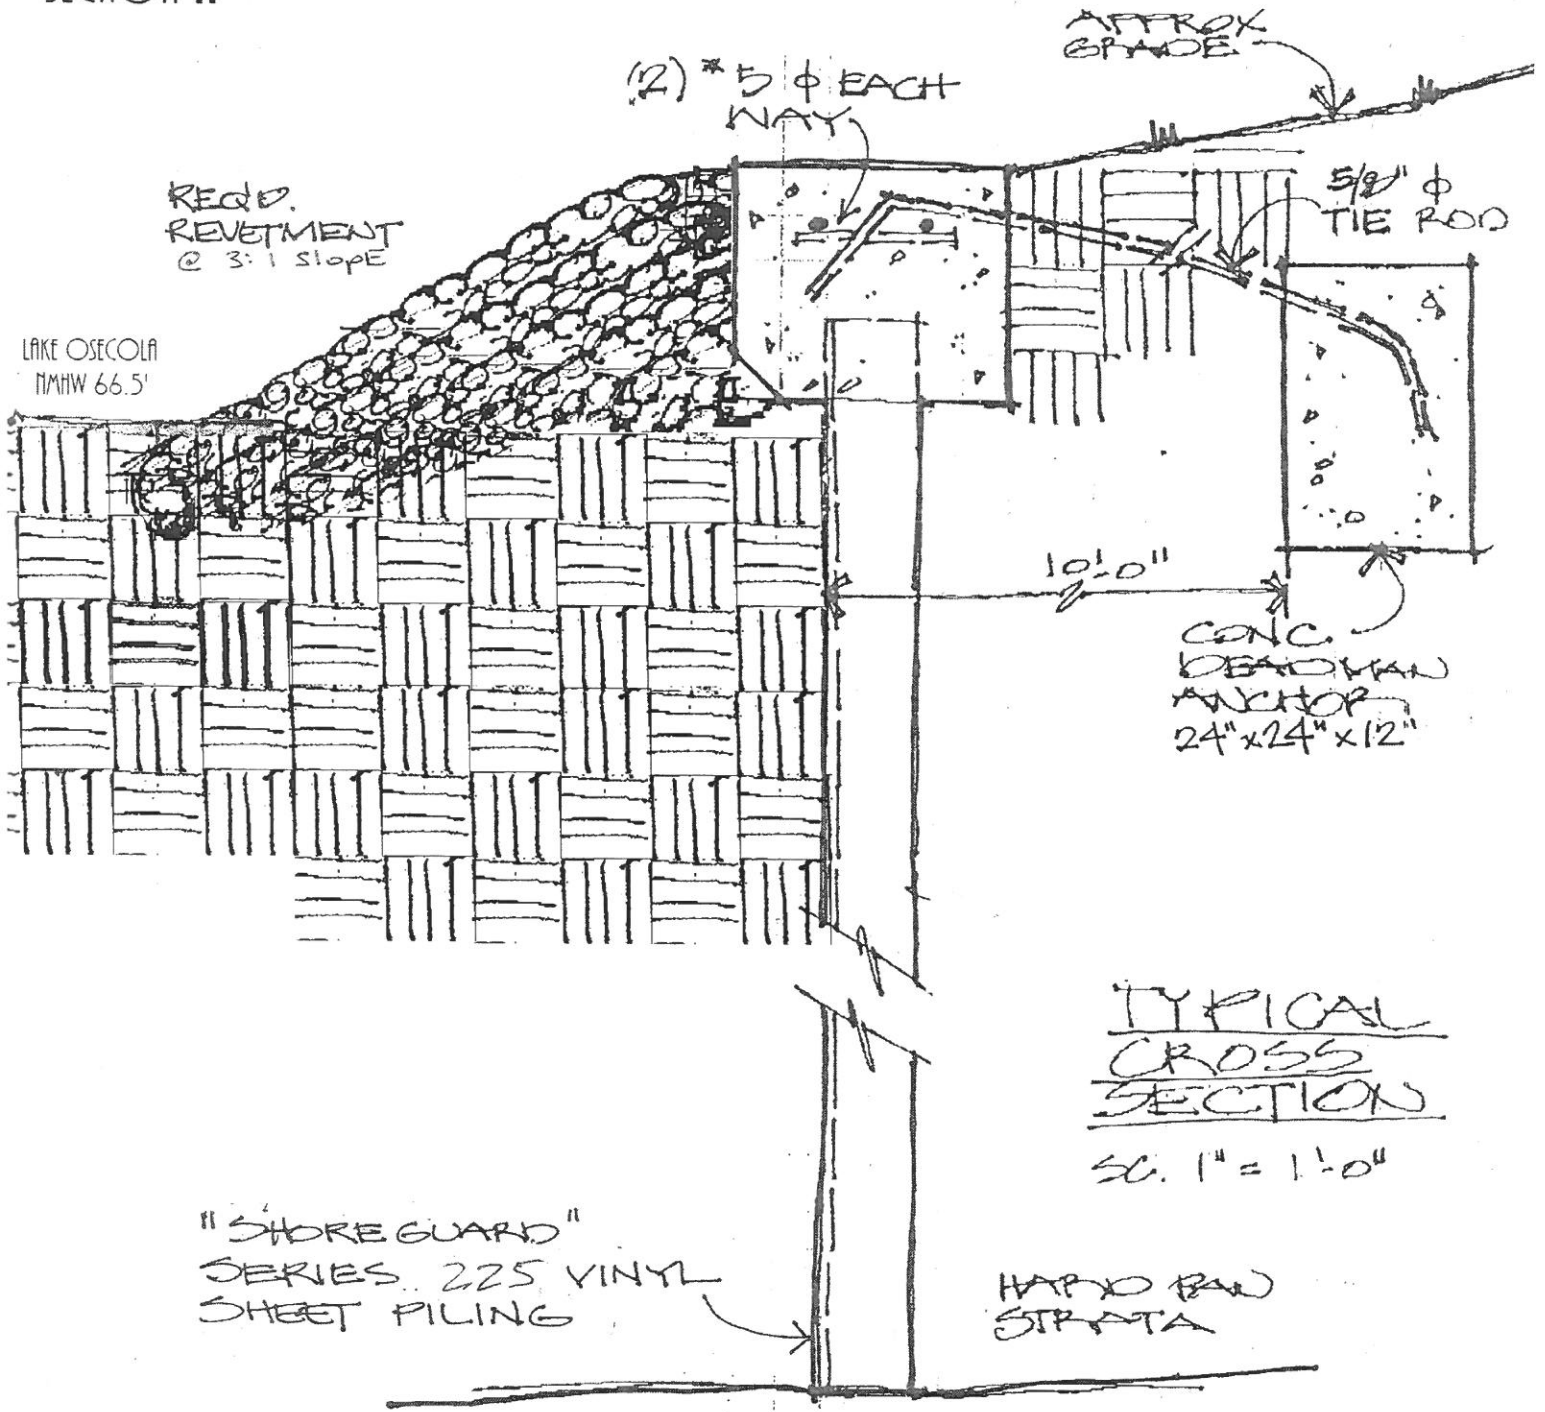 APPROX
GRADE
(2) #5 ϕ EACH
WAY
REQ'D.
REVETMENT
@ 3:1 SlopE
5/8" ϕ
TIE ROD
LAKE OSECOLA
NMHW 66.5'
10'-0"
CONC.
DEADMAN
ANCHOR
24"x24"x12"
TYPICAL
CROSS
SECTION
SC. 1" = 1'-0"
"SHORE GUARD"
SERIES 225 VINYL
SHEET PILING
HARD PAN
STRATA